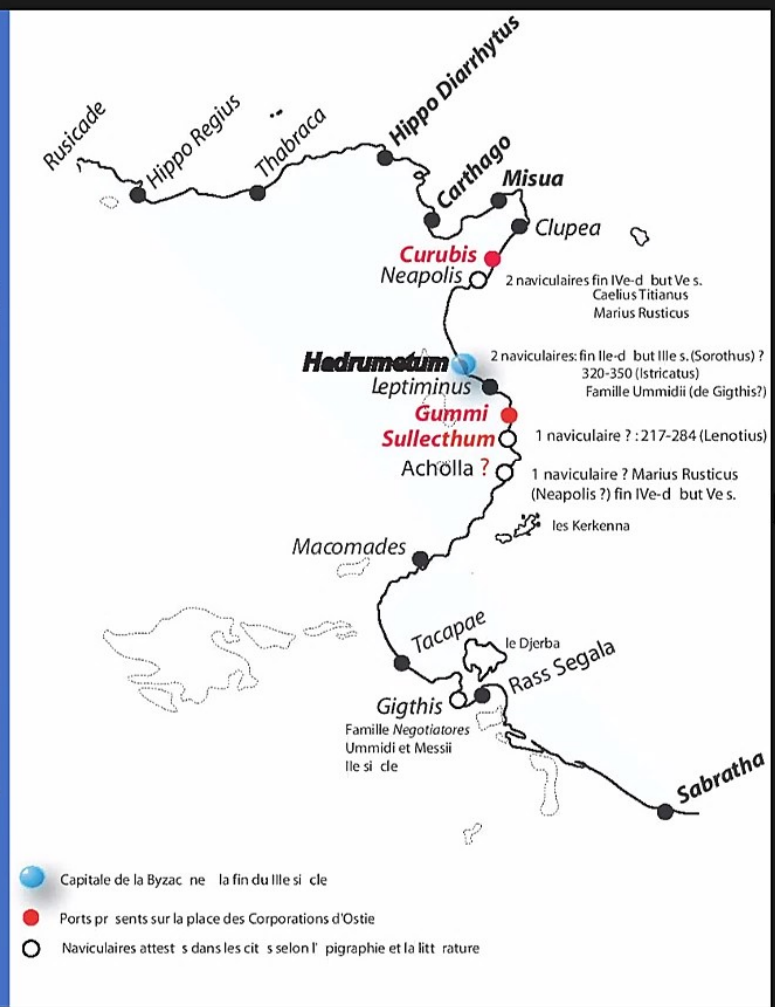 Rusicade
Hippo Regius
Thabraca
Hippo Diarrhytus
Carthago
Misua
Clupea
Curubis
Neapolis
2 naviculaires fin IVe-d but Ve s.
Caelius Titianus
Marius Rusticus
Hadrumetum
2 naviculaires: fin IIe-d but IIIe s. (Sorothus) ?
320-350 (Istricatus)
Famille Ummidii (de Gigthis?)
Leptiminus
Gummi
Sullecthum
1 naviculaire ? : 217-284 (Lenotius)
Acholla ?
1 naviculaire ? Marius Rusticus
(Neapolis ?) fin IVe-d but Ve s.
les Kerkenna
Macomades
Tacapae
le Djerba
Rass Segala
Gigthis
Famille Negotiatores
Ummidi et Messii
IIe si cle
Sabratha
Capitale de la Byzac ne la fin du IIIe si cle
Ports pr sents sur la place des Corporations d'Ostie
Naviculaires attest s dans les cit s selon l' pigraphie et la litt rature